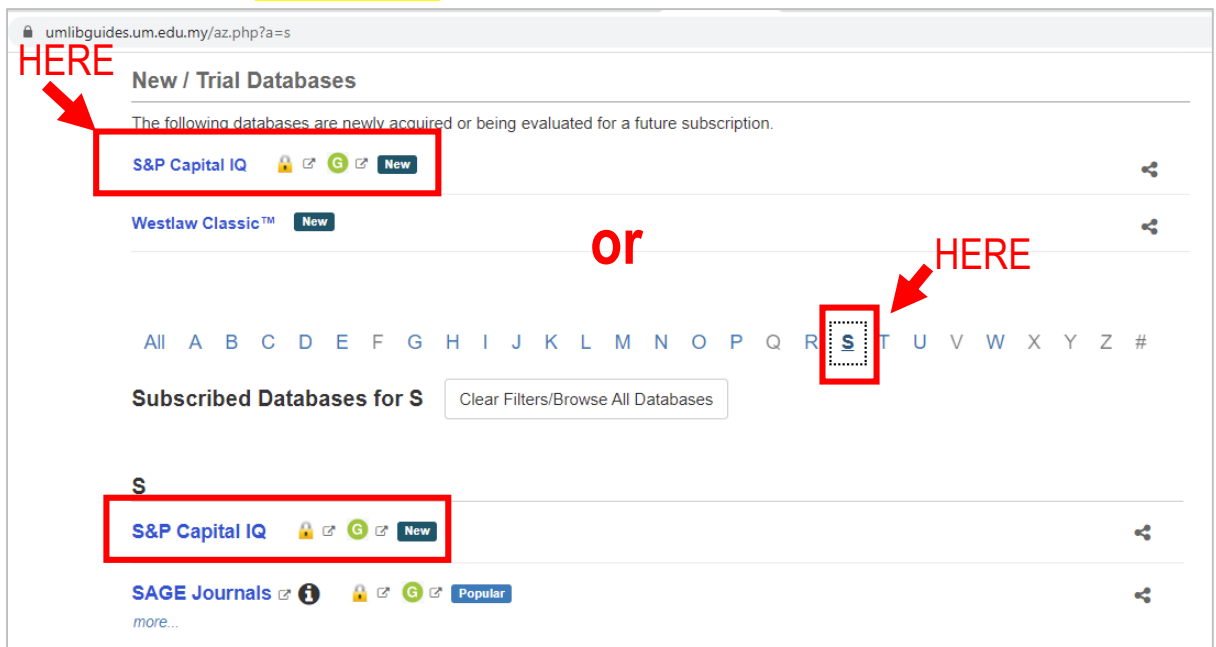 umlibguides.um.edu.my/az.php?a=s
HERE
New / Trial Databases
The following databases are newly acquired or being evaluated for a future subscription.
S&P Capital IQ G New
Westlaw Classic™ New
or
HERE
All A B C D E F G H I J K L M N O P Q R S T U V W X Y Z #
Subscribed Databases for S Clear Filters/Browse All Databases
S
S&P Capital IQ G New
SAGE Journals i G Popular
more...